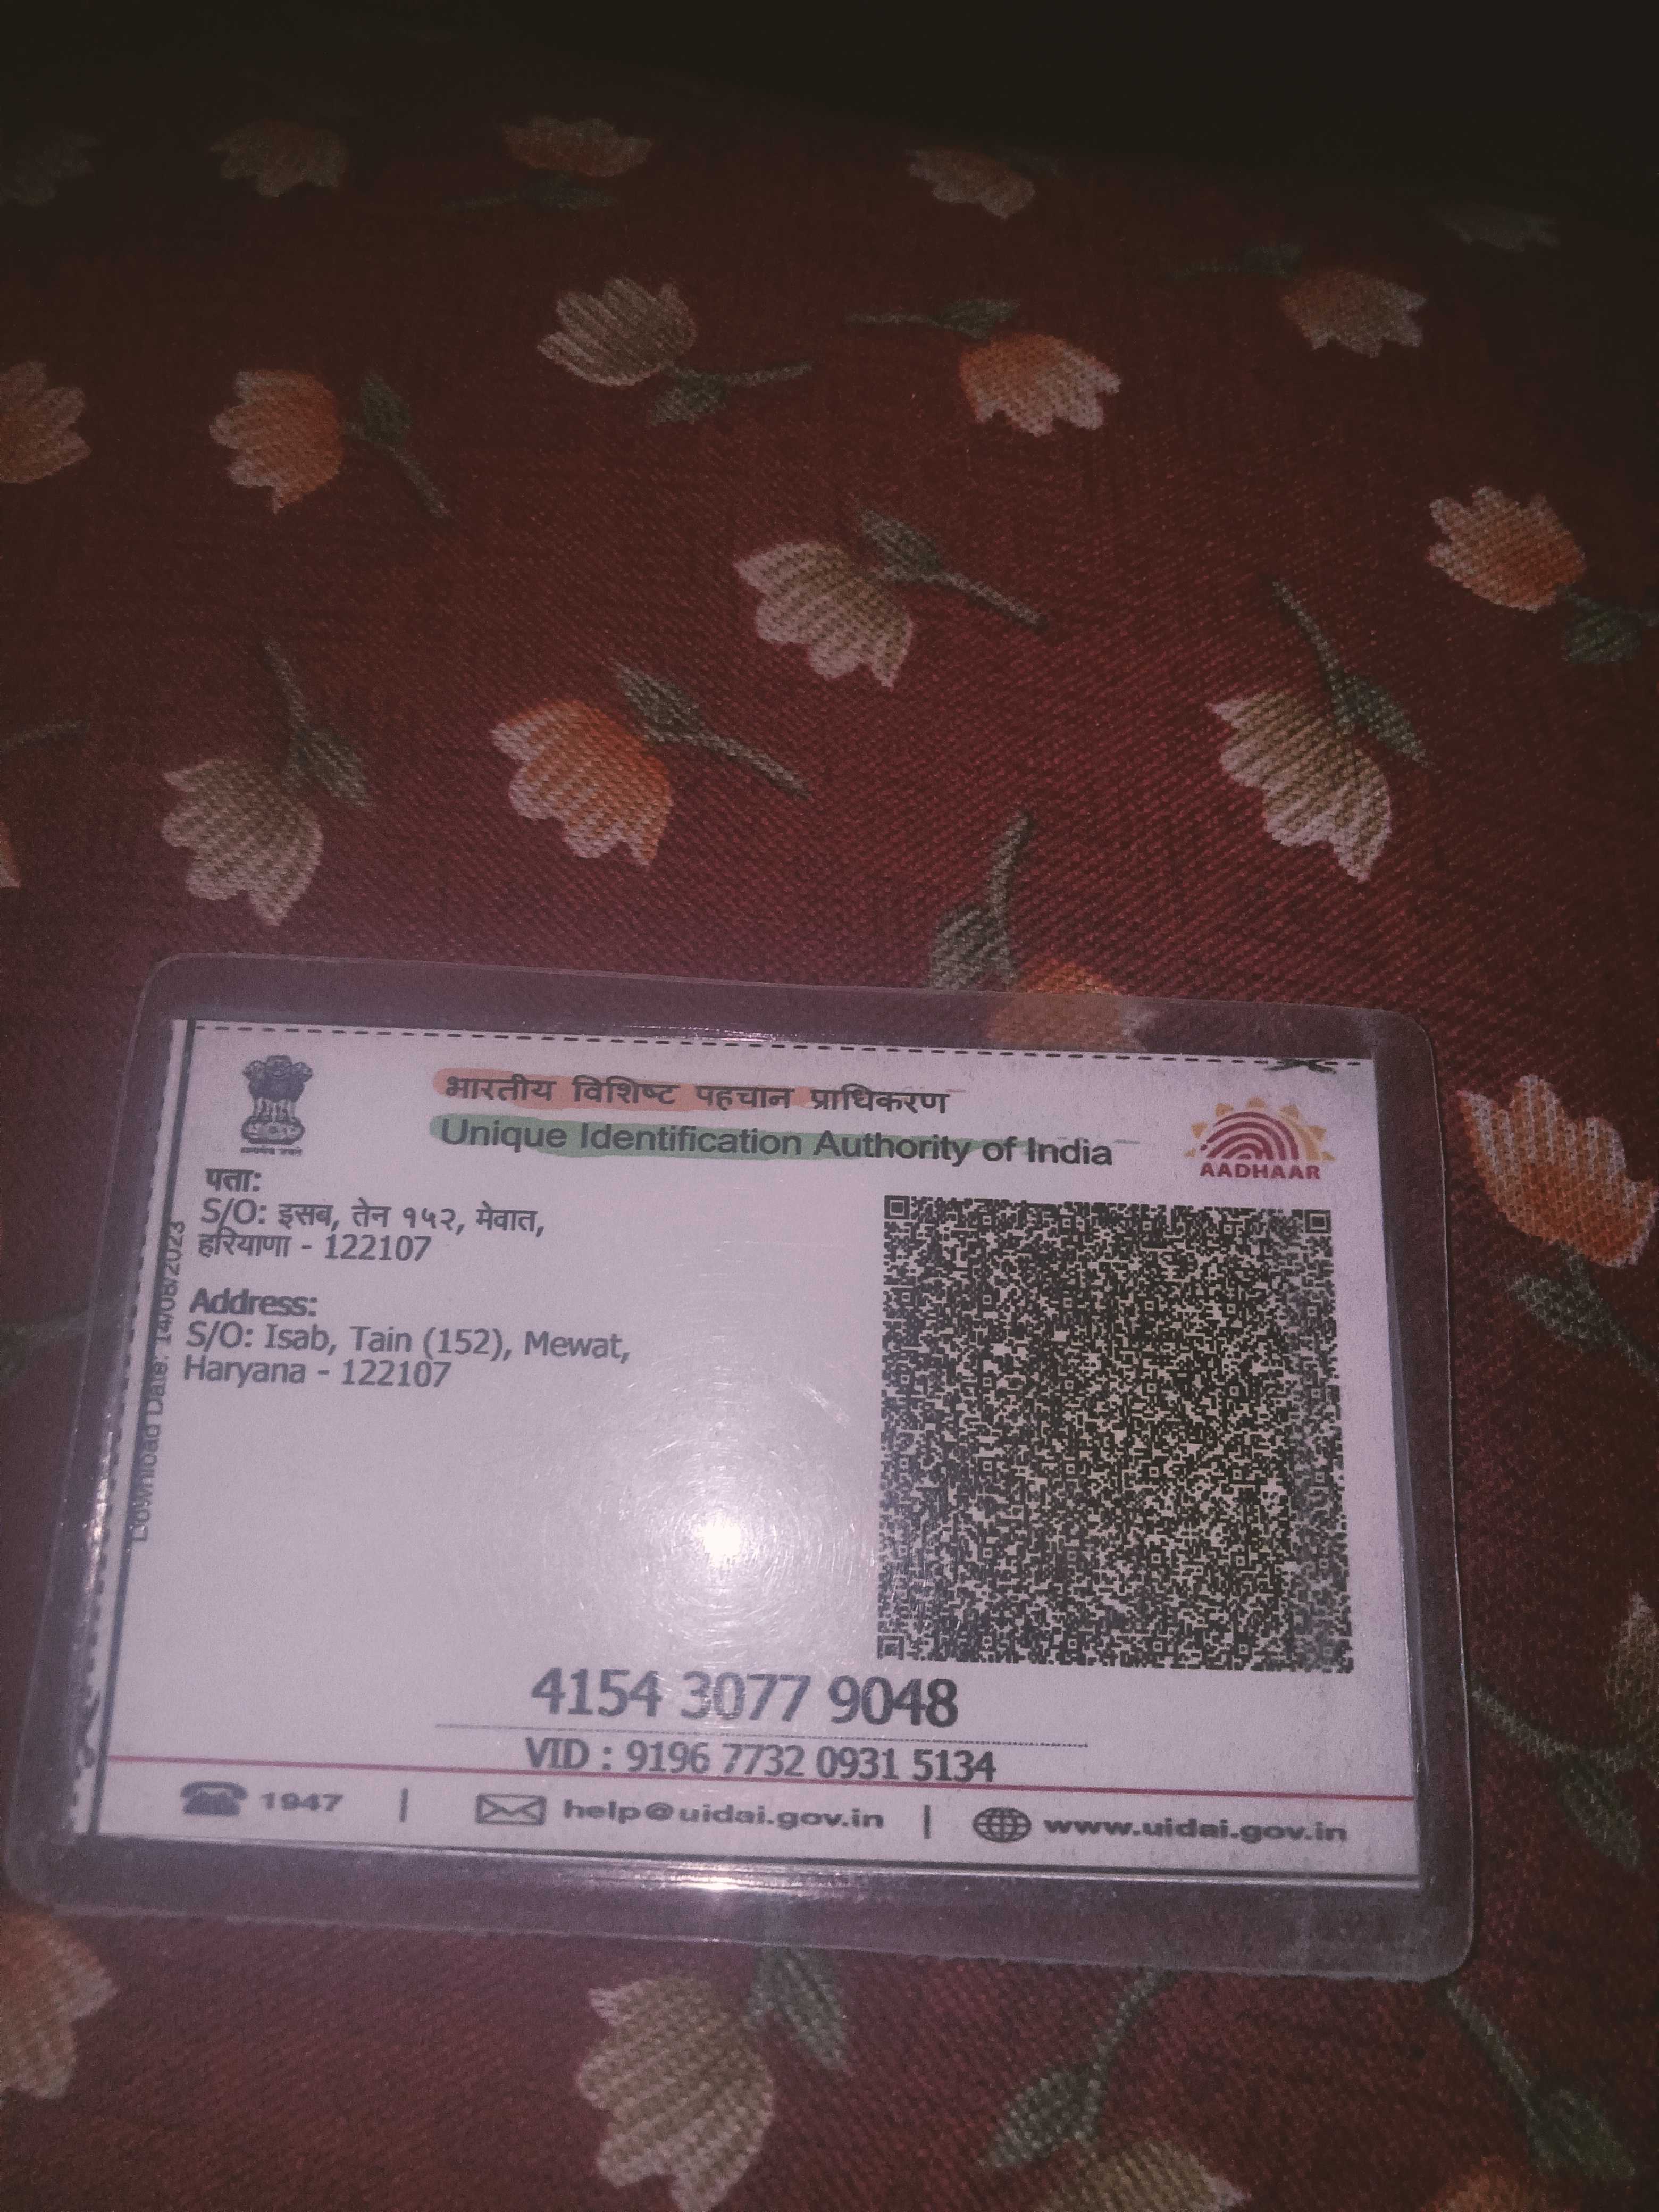 भारतीय विशिष्ट पहचान प्राधिकरण
Unique Identification Authority of India
AADHAAR
पता:
S/O: इसब, तेन १५२, मेवात,
हरियाणा - 122107
Address:
S/O: Isab, Tain (152), Mewat,
Haryana - 122107
Download Date: 14/08/2023
4154 3077 9048
VID : 9196 7732 0931 5134
1947 | help@uidai.gov.in | www.uidai.gov.in